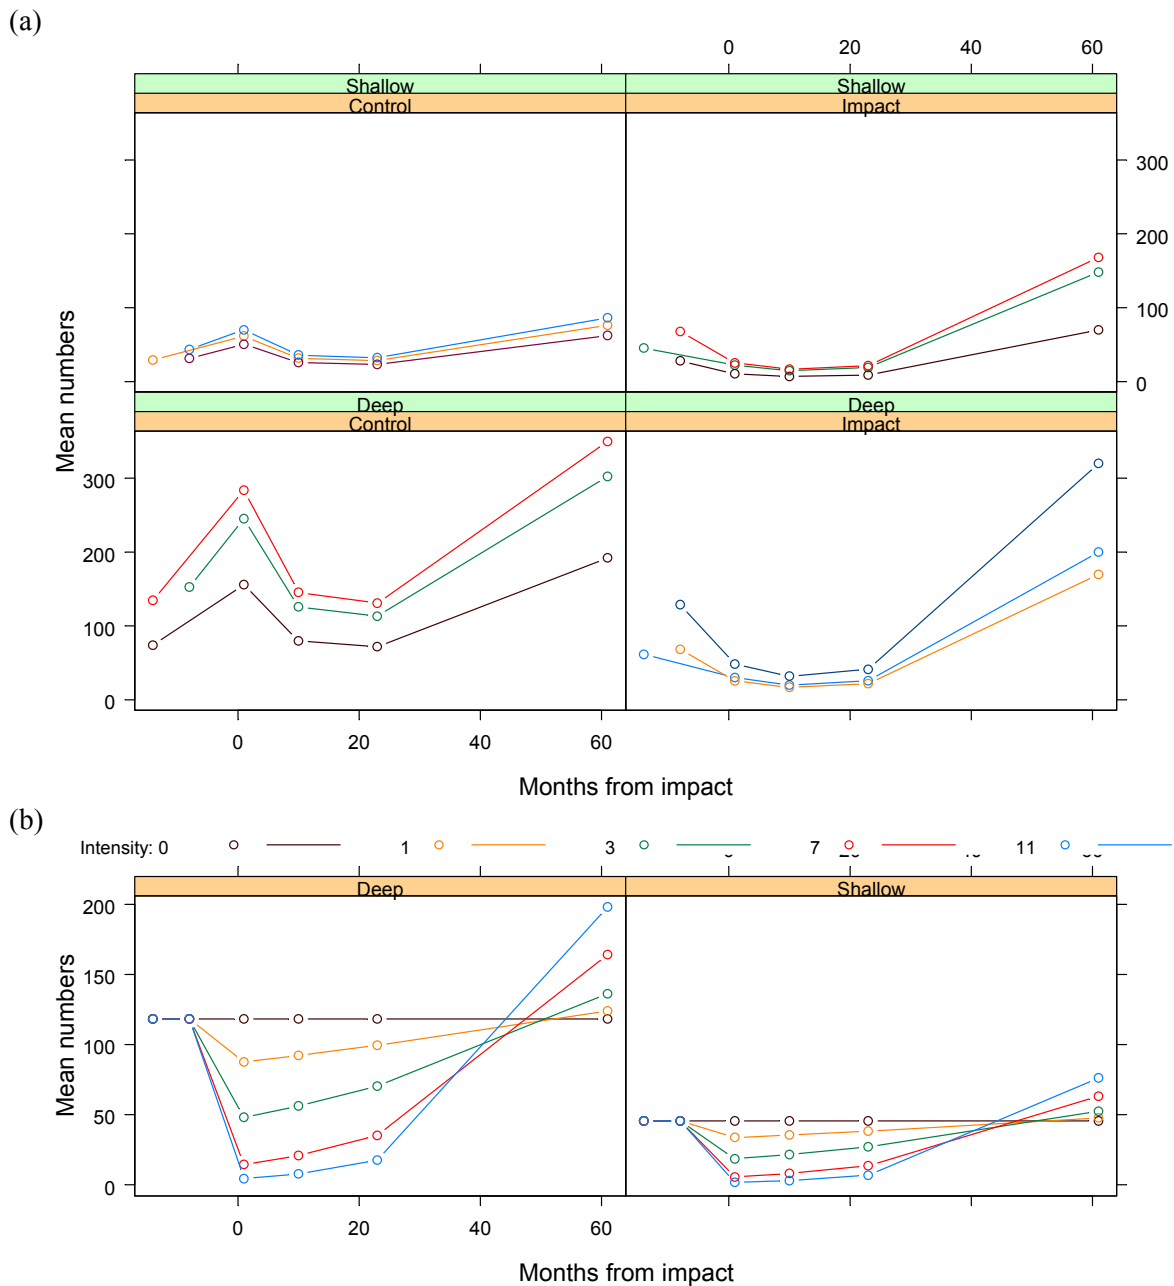 (a)
0 20 40 60
Shallow Shallow
Control Impact
300
200
100
0
Deep Deep
Control Impact
Mean numbers
300
200
100
0
0 20 40 60
Months from impact
(b)
Intensity: 0 1 3 7 11
Deep Shallow
Mean numbers
200
150
100
50
0
0 20 40 60
Months from impact